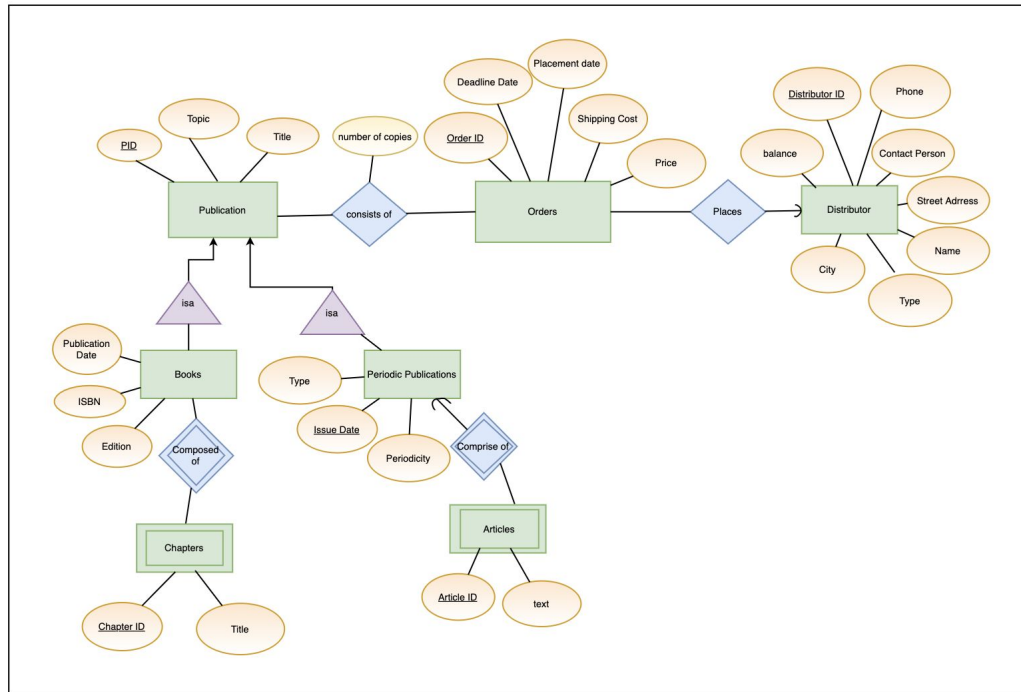 Placement date
Deadline Date
Distributor ID
Phone
Topic
Shipping Cost
PID
Title
number of copies
Order ID
balance
Contact Person
Price
Publication
consists of
Orders
Places
Distributor
Street Adrress
Name
City
Type
isa
isa
Publication
Date
Books
Type
Periodic Publications
ISBN
Issue Date
Edition
Composed
of
Periodicity
Comprise of
Chapters
Articles
Chapter ID
Title
Article ID
text